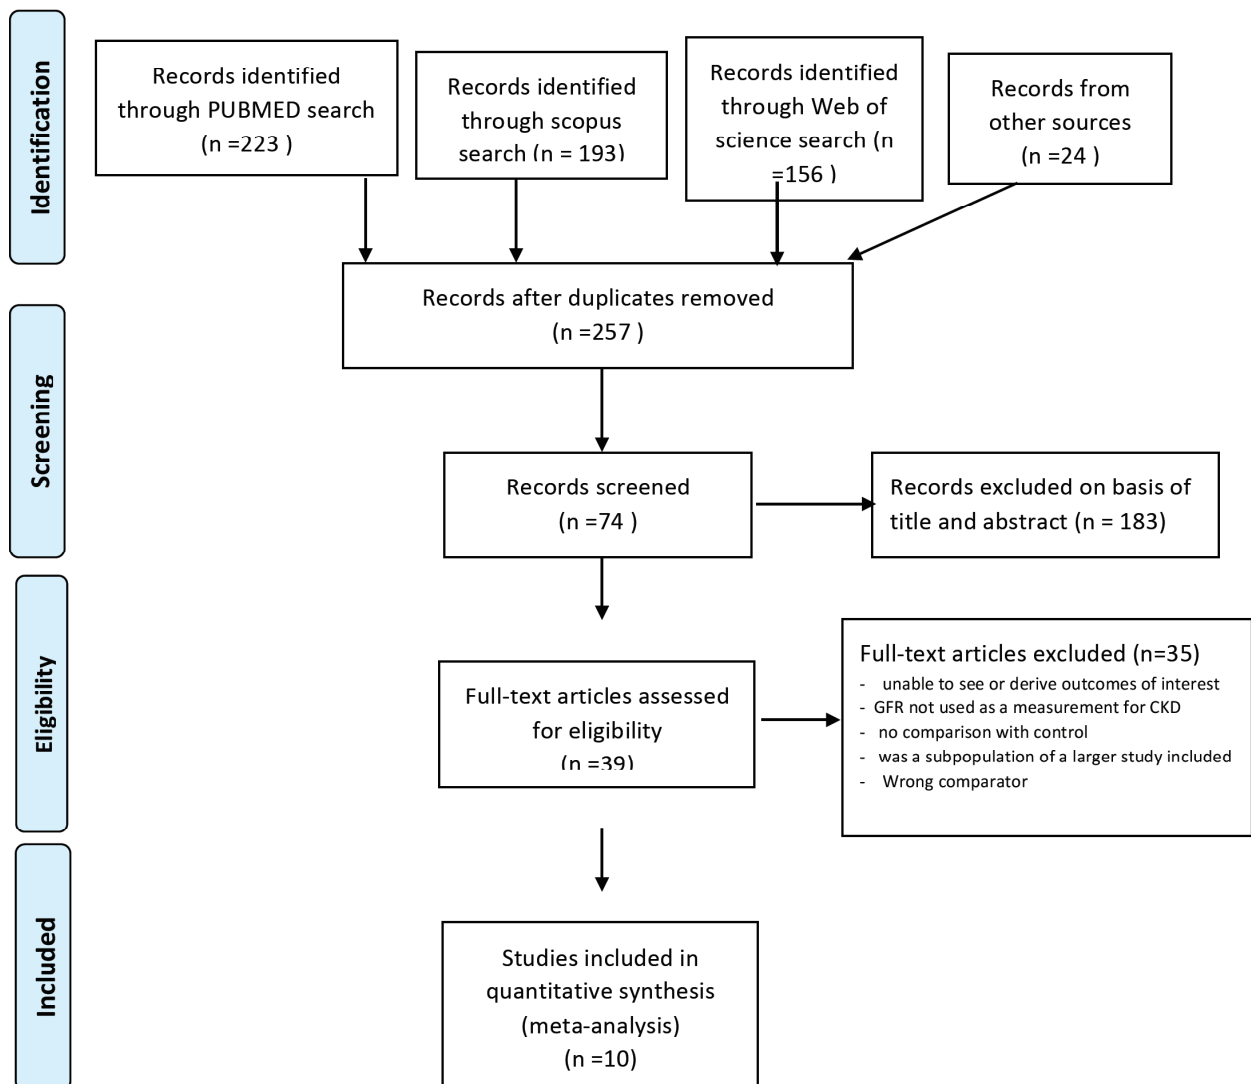 Identification
Records identified
through PUBMED search
(n =223 )
Records identified
through scopus
search (n = 193)
Records identified
through Web of
science search (n
=156 )
Records from
other sources
(n =24 )
Records after duplicates removed
(n =257 )
Screening
Records screened
(n =74 )
Records excluded on basis of
title and abstract (n = 183)
Eligibility
Full-text articles assessed
for eligibility
(n =39)
Full-text articles excluded (n=35)
- unable to see or derive outcomes of interest
- GFR not used as a measurement for CKD
- no comparison with control
- was a subpopulation of a larger study included
- Wrong comparator
Included
Studies included in
quantitative synthesis
(meta-analysis)
(n =10)